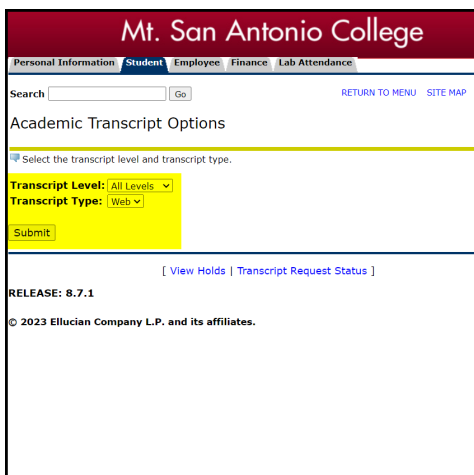 Mt. San Antonio College
Personal Information Student Employee Finance Lab Attendance
Search Go RETURN TO MENU SITE MAP
Academic Transcript Options
Select the transcript level and transcript type.
Transcript Level: All Levels
Transcript Type: Web
Submit
[ View Holds | Transcript Request Status ]
RELEASE: 8.7.1
© 2023 Ellucian Company L.P. and its affiliates.